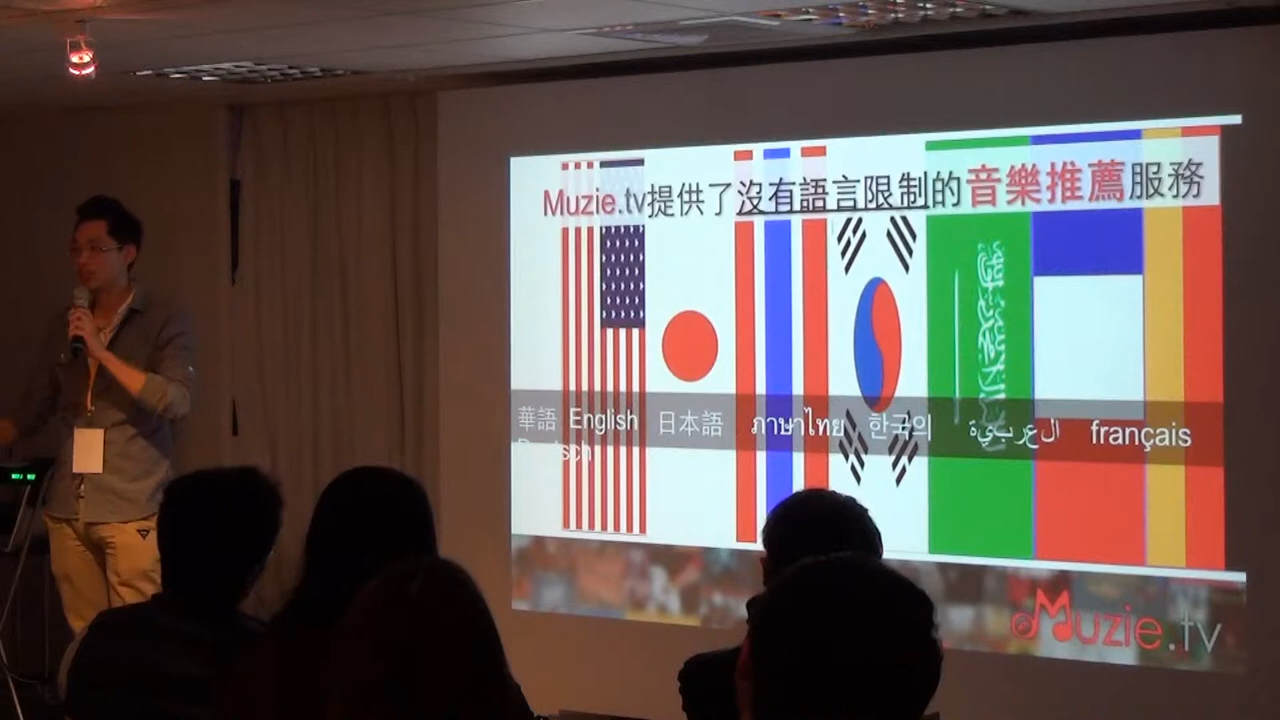 Muzie.tv提供了沒有語言限制的音樂推薦服務
華語 English 日本語 ภาษาไทย 한국의 العربية français
Deutsch
Muzie.tv